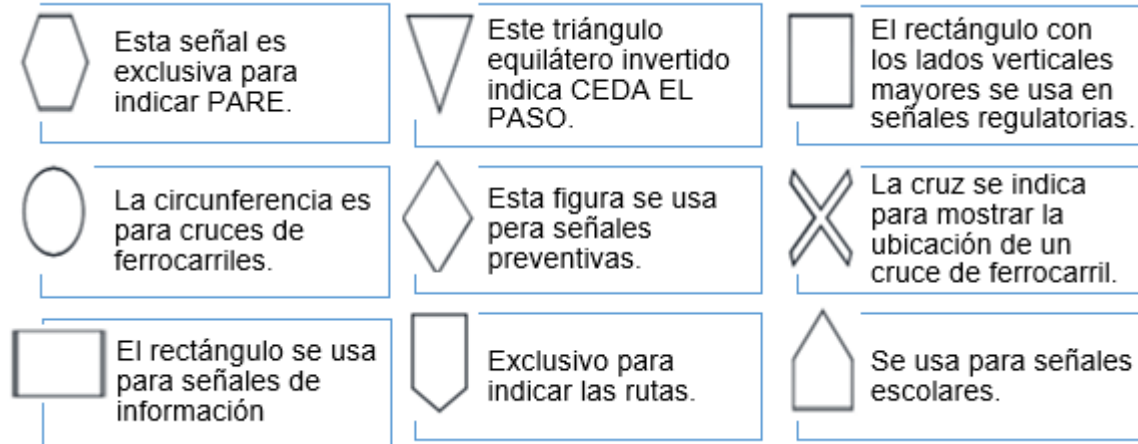 Esta señal es
exclusiva para
indicar PARE.
Este triángulo
equilátero invertido
indica CEDA EL
PASO.
El rectángulo con
los lados verticales
mayores se usa en
señales regulatorias.
La circunferencia es
para cruces de
ferrocarriles.
Esta figura se usa
pera señales
preventivas.
La cruz se indica
para mostrar la
ubicación de un
cruce de ferrocarril.
El rectángulo se usa
para señales de
información
Exclusivo para
indicar las rutas.
Se usa para señales
escolares.